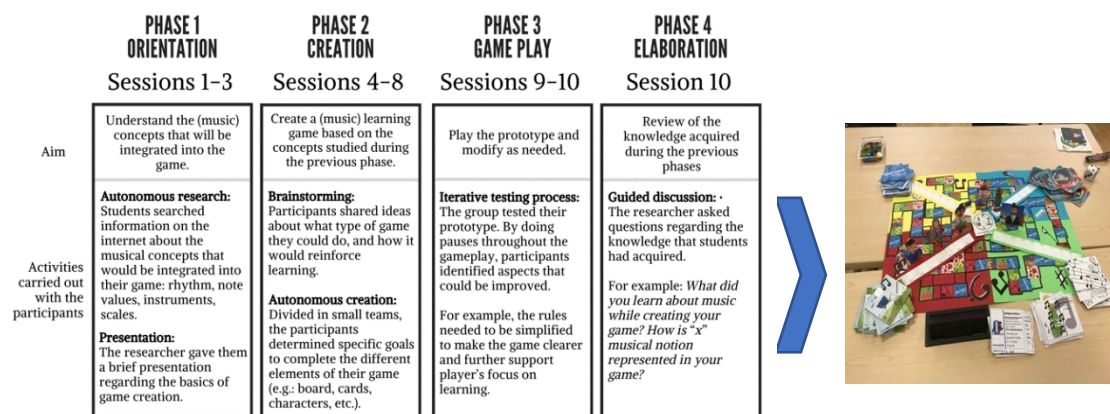 PHASE 1
ORIENTATION
Sessions 1–3
PHASE 2
CREATION
Sessions 4–8
PHASE 3
GAME PLAY
Sessions 9–10
PHASE 4
ELABORATION
Session 10
Aim
Understand the (music)
concepts that will be
integrated into the
game.
Create a (music) learning
game based on the
concepts studied during
the previous phase.
Play the prototype and
modify as needed.
Review of the
knowledge acquired
during the previous
phases
Activities
carried out
with the
participants
Autonomous research:
Students searched
information on the
internet about the
musical concepts that
would be integrated into
their game: rhythm, note
values, instruments,
scales.
Presentation:
The researcher gave them
a brief presentation
regarding the basics of
game creation.
Brainstorming:
Participants shared ideas
about what type of game
they could do, and how it
would reinforce
learning.
Autonomous creation:
Divided in small teams,
the participants
determined specific goals
to complete the different
elements of their game
(e.g.: board, cards,
characters, etc.).
Iterative testing process:
The group tested their
prototype. By doing
pauses throughout the
gameplay, participants
identified aspects that
could be improved.
For example, the rules
needed to be simplified
to make the game clearer
and further support
player's focus on
learning.
Guided discussion: ·
The researcher asked
questions regarding the
knowledge that students
had acquired.
For example: What did
you learn about music
while creating your
game? How is "x"
musical notion
represented in your
game?